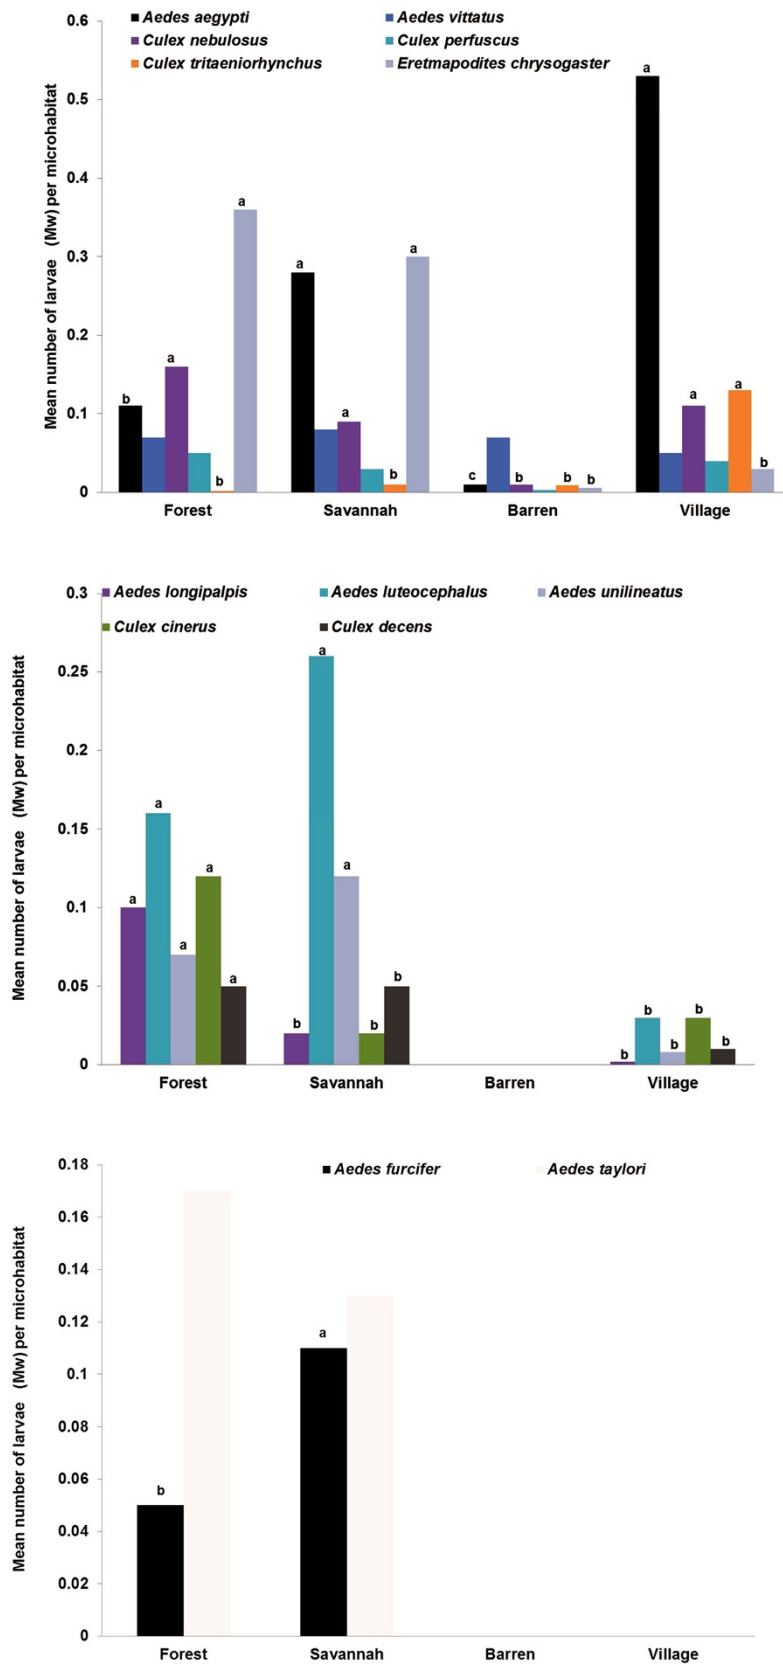 Mean number of larvae (Mw) per microhabitat
Aedes aegypti Aedes vittatus
Culex nebulosus Culex perfuscus
Culex tritaeniorhynchus Eretmapodites chrysogaster
0.6
0.5
0.4
0.3
0.2
0.1
0
b a b a
a a b a
c b b b
a a a b
Forest Savannah Barren Village
Mean number of larvae (Mw) per microhabitat
Aedes longipalpis Aedes luteocephalus Aedes unilineatus
Culex cinerus Culex decens
0.3
0.25
0.2
0.15
0.1
0.05
0
a a a a a
b a a b b
b b b b b
Forest Savannah Barren Village
Mean number of larvae (Mw) per microhabitat
Aedes furcifer Aedes taylori
0.18
0.16
0.14
0.12
0.1
0.08
0.06
0.04
0.02
0
b a
Forest Savannah Barren Village